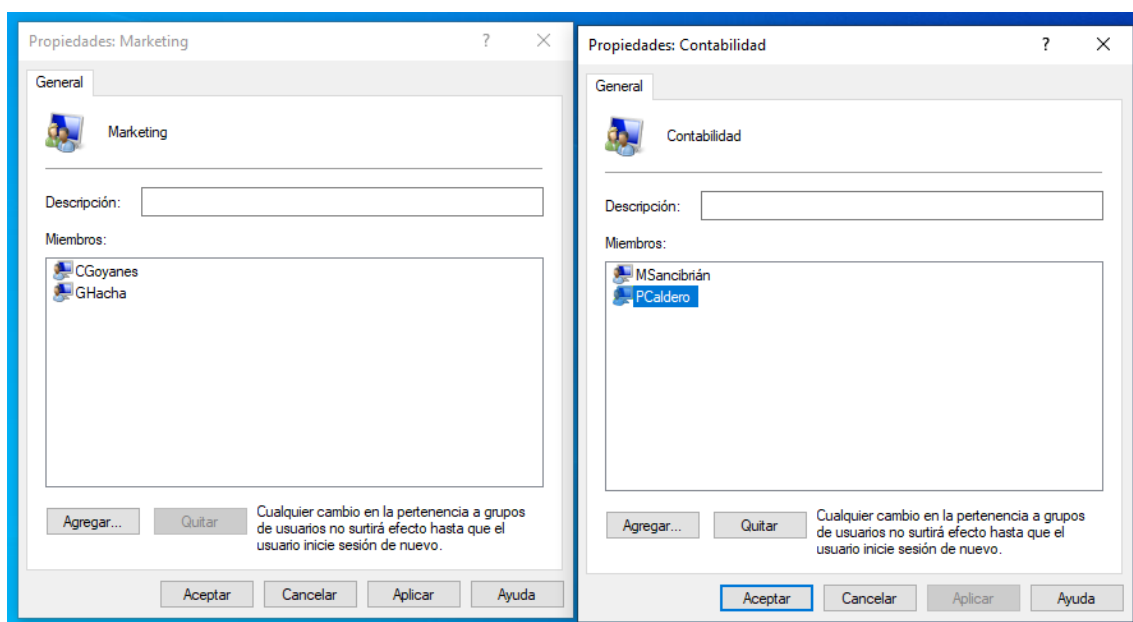 Propiedades: Marketing
?
General
Marketing
Descripción:
Miembros:
CGoyanes
GHacha
Agregar...
Quitar
Cualquier cambio en la pertenencia a grupos
de usuarios no surtirá efecto hasta que el
usuario inicie sesión de nuevo.
Aceptar
Cancelar
Aplicar
Ayuda
Propiedades: Contabilidad
?
General
Contabilidad
Descripción:
Miembros:
MSancibrián
PCaldero
Agregar...
Quitar
Cualquier cambio en la pertenencia a grupos
de usuarios no surtirá efecto hasta que el
usuario inicie sesión de nuevo.
Aceptar
Cancelar
Aplicar
Ayuda